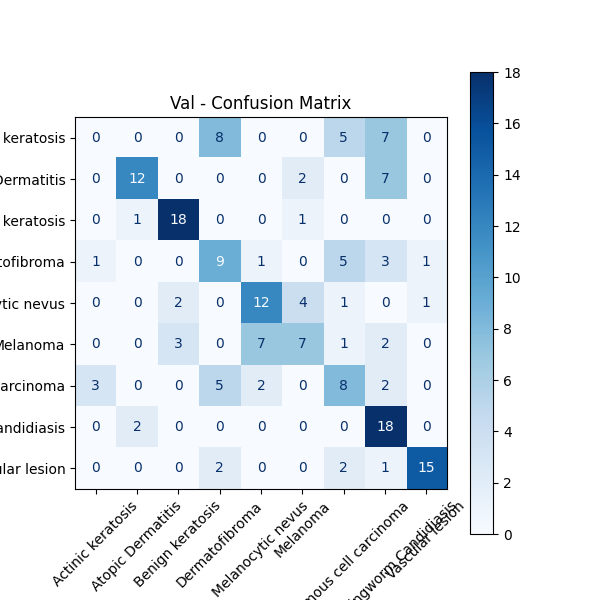 Val - Confusion Matrix
keratosis 0 0 0 8 0 0 5 7 0
Dermatitis 0 12 0 0 0 2 0 7 0
keratosis 0 1 18 0 0 1 0 0 0
tofibroma 1 0 0 9 1 0 5 3 1
tic nevus 0 0 2 0 12 4 1 0 1
Melanoma 0 0 3 0 7 7 1 2 0
arcinoma 3 0 0 5 2 0 8 2 0
andidiasis 0 2 0 0 0 0 0 18 0
ular lesion 0 0 0 2 0 0 2 1 15
Actinic keratosis
Atopic Dermatitis
Benign keratosis
Dermatofibroma
Melanocytic nevus
Melanoma
mous cell carcinoma
ngworm Candidiasis
Vascular lesion
18
16
14
12
10
8
6
4
2
0